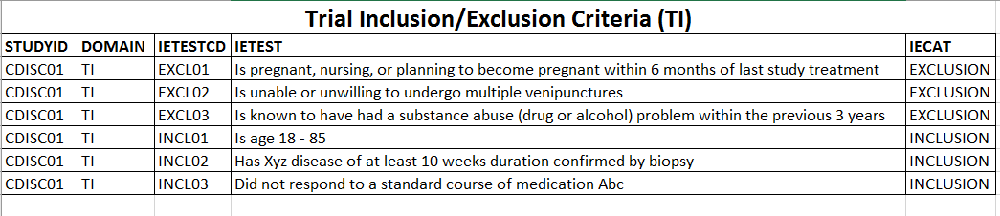 Trial Inclusion/Exclusion Criteria (TI)
STUDYID DOMAIN IETESTCD IETEST IECAT
CDISC01 TI EXCL01 Is pregnant, nursing, or planning to become pregnant within 6 months of last study treatment EXCLUSION
CDISC01 TI EXCL02 Is unable or unwilling to undergo multiple venipunctures EXCLUSION
CDISC01 TI EXCL03 Is known to have had a substance abuse (drug or alcohol) problem within the previous 3 years EXCLUSION
CDISC01 TI INCL01 Is age 18 - 85 INCLUSION
CDISC01 TI INCL02 Has Xyz disease of at least 10 weeks duration confirmed by biopsy INCLUSION
CDISC01 TI INCL03 Did not respond to a standard course of medication Abc INCLUSION